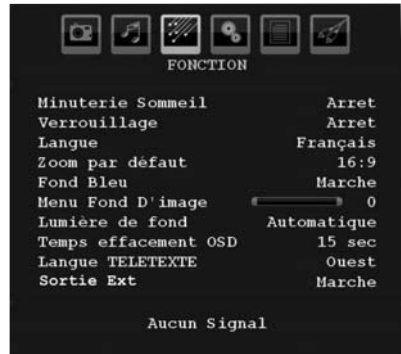 FONCTION
Minuterie Sommeil Arret
Verrouillage Arret
Langue Français
Zoom par défaut 16:9
Fond Bleu Marche
Menu Fond D'image 0
Lumière de fond Automatique
Temps effacement OSD 15 sec
Langue TELETEXTE Ouest
Sortie Ext Marche
Aucun Signal